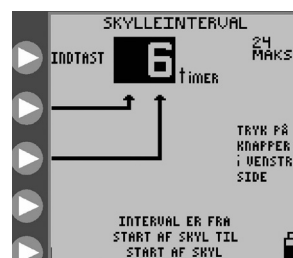 SKYLLEINTERVAL
INDTAST 6 timer
24
MAKS
TRYK PÅ
KNAPPER
i VENSTR
SIDE
INTERVAL ER FRA
START AF SKYL TIL
START AF SKYL